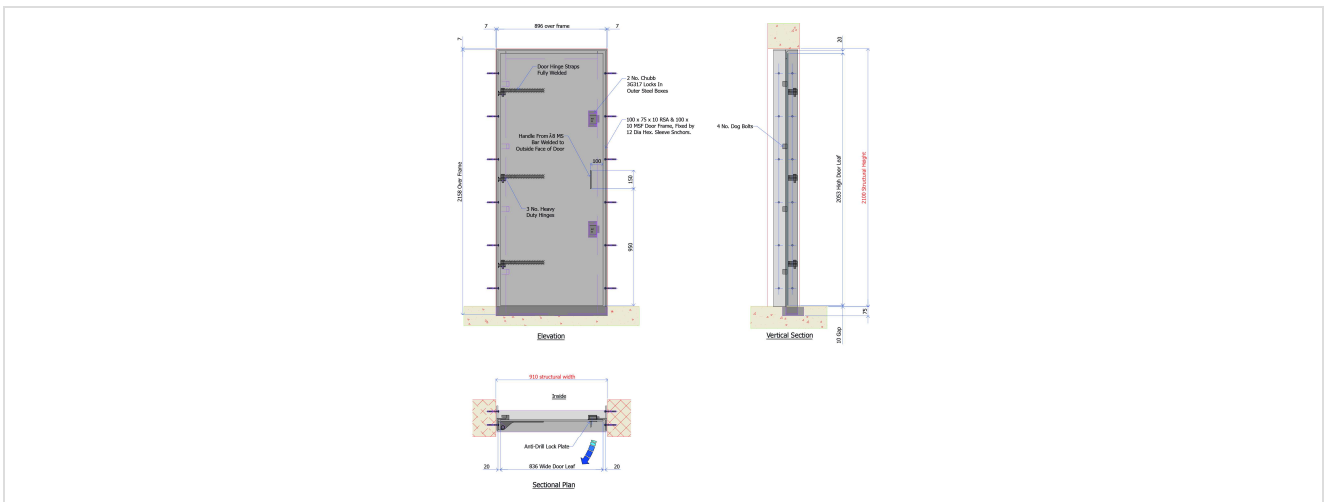 7
896 over frame
7
7
Door Hinge Straps
Fully Welded
2 No. Chubb
3G317 Locks In
Outer Steel Boxes
100 x 75 x 10 RSA & 100 x
10 MSF Door Frame, Fixed by
12 Dia Hex. Sleeve Snchors.
Handle From Â8 MS
Bar Welded to
Outside Face of Door
100
150
2158 Over Frame
3 No. Heavy
Duty Hinges
950
Elevation
20
4 No. Dog Bolts
2053 High Door Leaf
2100 Structural Height
75
10 Gap
Vertical Section
910 structural width
Inside
Anti-Drill Lock Plate
20
836 Wide Door Leaf
20
Sectional Plan